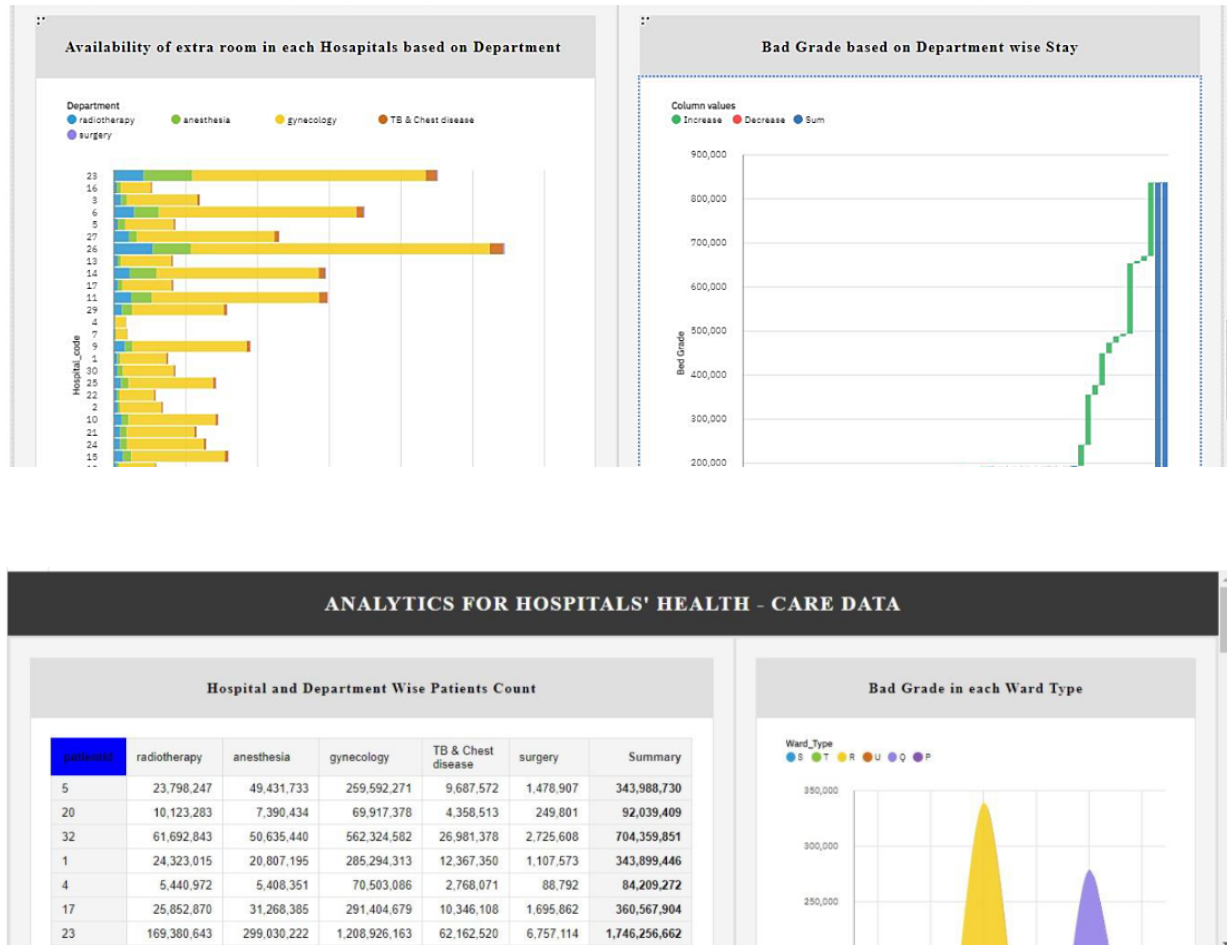 Availability of extra room in each Hosapitals based on Department
Department
radiotherapy anesthesia gynecology TB & Chest disease
surgery
Hospital_code
23
16
3
6
5
27
26
13
14
17
11
29
4
7
9
1
30
25
22
2
10
21
24
15
Bad Grade based on Department wise Stay
Column values
Increase Decrease Sum
Bed Grade
900,000
800,000
700,000
600,000
500,000
400,000
300,000
200,000
ANALYTICS FOR HOSPITALS' HEALTH - CARE DATA
Hospital and Department Wise Patients Count
patientid radiotherapy anesthesia gynecology TB & Chest disease surgery Summary
5 23,798,247 49,431,733 259,592,271 9,687,572 1,478,907 343,988,730
20 10,123,283 7,390,434 69,917,378 4,358,513 249,801 92,039,409
32 61,692,843 50,635,440 562,324,582 26,981,378 2,725,608 704,359,851
1 24,323,015 20,807,195 285,294,313 12,367,350 1,107,573 343,899,446
4 5,440,972 5,408,351 70,503,086 2,768,071 88,792 84,209,272
17 25,852,870 31,268,385 291,404,679 10,346,108 1,695,862 360,567,904
23 169,380,643 299,030,222 1,208,926,163 62,162,520 6,757,114 1,746,256,662
Bad Grade in each Ward Type
Ward_Type
S T R U Q P
350,000
300,000
250,000